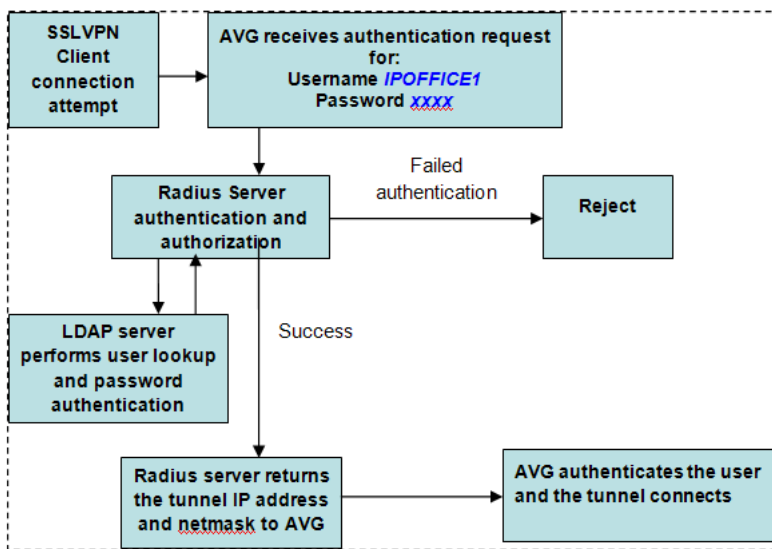 SSLVPN
Client
connection
attempt
AVG receives authentication request
for:
Username IPOFFICE1
Password xxxx
Radius Server
authentication and
authorization
Failed
authentication
Reject
LDAP server
performs user lookup
and password
authentication
Success
Radius server returns
the tunnel IP address
and netmask to AVG
AVG authenticates the user
and the tunnel connects